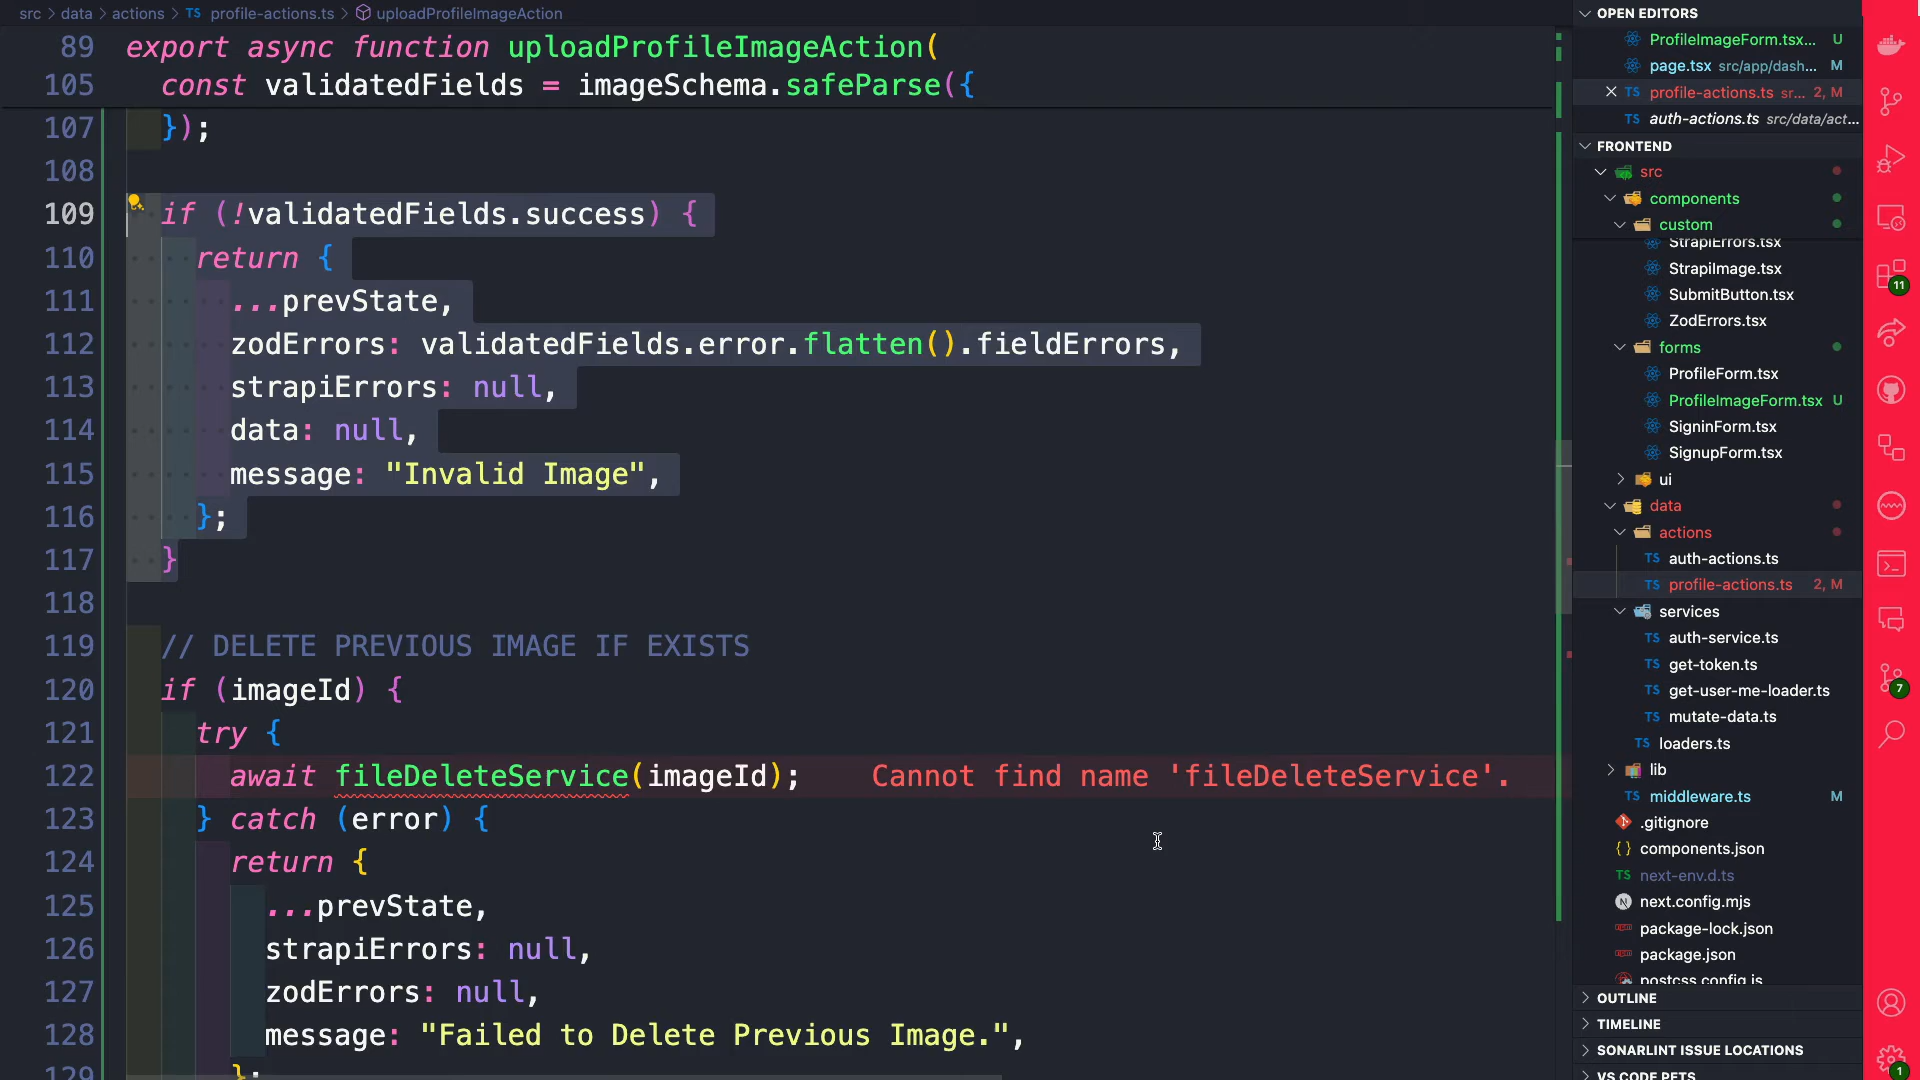 src > data > actions > TS profile-actions.ts > uploadProfileImageAction
89 export async function uploadProfileImageAction(
105 const validatedFields = imageSchema.safeParse({
107 });
108
109 if (!validatedFields.success) {
110 return {
111 ...prevState,
112 zodErrors: validatedFields.error.flatten().fieldErrors,
113 strapiErrors: null,
114 data: null,
115 message: "Invalid Image",
116 };
117 }
118
119 // DELETE PREVIOUS IMAGE IF EXISTS
120 if (imageId) {
121 try {
122 await fileDeleteService(imageId); Cannot find name 'fileDeleteService'.
123 } catch (error) {
124 return {
125 ...prevState,
126 strapiErrors: null,
127 zodErrors: null,
128 message: "Failed to Delete Previous Image.",
129 };
OPEN EDITORS
ProfileImageForm.tsx... U
page.tsx src/app/dash... M
TS profile-actions.ts sr... 2, M
TS auth-actions.ts src/data/act...
FRONTEND
src
components
custom
StrapiErrors.tsx
StrapiImage.tsx
SubmitButton.tsx
ZodErrors.tsx
forms
ProfileForm.tsx
ProfileImageForm.tsx U
SigninForm.tsx
SignupForm.tsx
ui
data
actions
TS auth-actions.ts
TS profile-actions.ts 2, M
services
TS auth-service.ts
TS get-token.ts
TS get-user-me-loader.ts
TS mutate-data.ts
TS loaders.ts
lib
TS middleware.ts M
.gitignore
{} components.json
TS next-env.d.ts
N next.config.mjs
package-lock.json
package.json
postcss.config.js
OUTLINE
TIMELINE
SONARLINT ISSUE LOCATIONS
VS CODE PETS
11
7
1